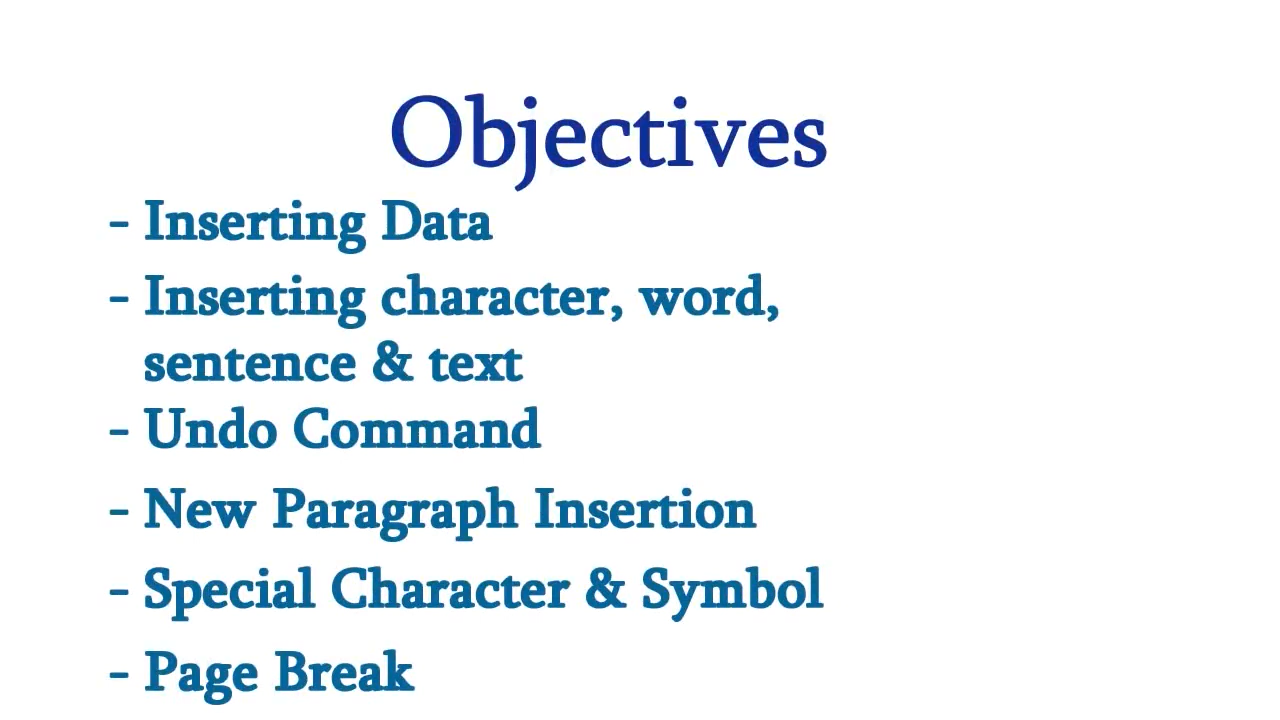 Objectives
- Inserting Data
- Inserting character, word,
sentence & text
- Undo Command
- New Paragraph Insertion
- Special Character & Symbol
- Page Break